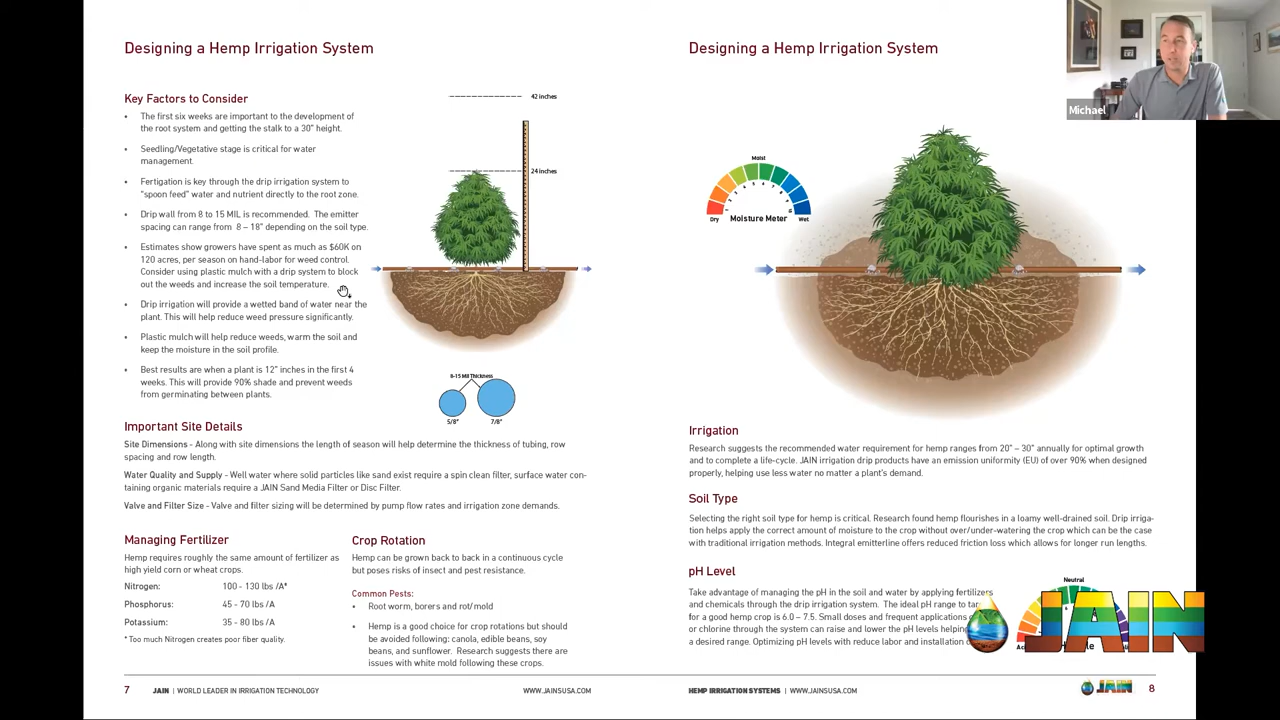 Designing a Hemp Irrigation System
Key Factors to Consider
• The first six weeks are important to the development of
the root system and getting the stalk to a 30” height.
• Seedling/Vegetative stage is critical for water
management.
• Fertigation is key through the drip irrigation system to
“spoon feed” water and nutrient directly to the root zone.
• Drip wall from 8 to 15 MIL is recommended. The emitter
spacing can range from 8 – 18” depending on the soil type.
• Estimates show growers have spent as much as $60K on
120 acres, per season on hand-labor for weed control.
Consider using plastic mulch with a drip system to block
out the weeds and increase the soil temperature.
• Drip irrigation will provide a wetted band of water near the
plant. This will help reduce weed pressure significantly.
• Plastic mulch will help reduce weeds, warm the soil and
keep the moisture in the soil profile.
• Best results are when a plant is 12” inches in the first 4
weeks. This will provide 90% shade and prevent weeds
from germinating between plants.
42 inches
24 inches
8-15 Mil Thickness
5/8"
7/8"
Important Site Details
Site Dimensions - Along with site dimensions the length of season will help determine the thickness of tubing, row
spacing and row length.
Water Quality and Supply - Well water where solid particles like sand exist require a spin clean filter, surface water con-
taining organic materials require a JAIN Sand Media Filter or Disc Filter.
Valve and Filter Size - Valve and filter sizing will be determined by pump flow rates and irrigation zone demands.
Managing Fertilizer
Hemp requires roughly the same amount of fertilizer as
high yield corn or wheat crops.
Nitrogen: 100 - 130 lbs /A*
Phosphorus: 45 - 70 lbs /A
Potassium: 35 - 80 lbs /A
* Too much Nitrogen creates poor fiber quality.
Crop Rotation
Hemp can be grown back to back in a continuous cycle
but poses risks of insect and pest resistance.
Common Pests:
• Root worm, borers and rot/mold
• Hemp is a good choice for crop rotations but should
be avoided following: canola, edible beans, soy
beans, and sunflower. Research suggests there are
issues with white mold following these crops.
7 JAIN | WORLD LEADER IN IRRIGATION TECHNOLOGY WWW.JAINSUSA.COM
Designing a Hemp Irrigation System
Michael
Moist
1 2 3 4 5 6 7 8 9 10
Dry
Wet
Moisture Meter
Irrigation
Research suggests the recommended water requirement for hemp ranges from 20” – 30” annually for optimal growth
and to complete a life-cycle. JAIN irrigation drip products have an emission uniformity (EU) of over 90% when designed
properly, helping use less water no matter a plant’s demand.
Soil Type
Selecting the right soil type for hemp is critical. Research found hemp flourishes in a loamy well-drained soil. Drip irriga-
tion helps apply the correct amount of moisture to the crop without over/under-watering the crop which can be the case
with traditional irrigation methods. Integral emitterline offers reduced friction loss which allows for longer run lengths.
pH Level
Take advantage of managing the pH in the soil and water by applying fertilizers
and chemicals through the drip irrigation system. The ideal pH range to
for a good hemp crop is 6.0 – 7.5. Small doses and frequent applications
or chlorine through the system can raise and lower the pH levels helping
a desired range. Optimizing pH levels with reduce labor and installation
Neutral
JAIN
HEMP IRRIGATION SYSTEMS | WWW.JAINSUSA.COM
JAIN 8